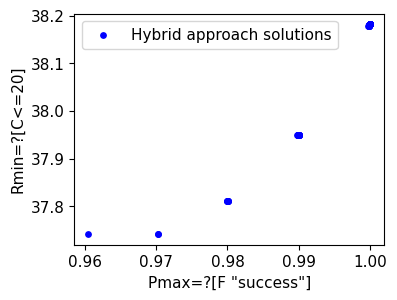 38.2
Hybrid approach solutions
38.1
38.0
37.9
37.8
Rmin=?[C<=20]
0.96 0.97 0.98 0.99 1.00
Pmax=?[F "success"]